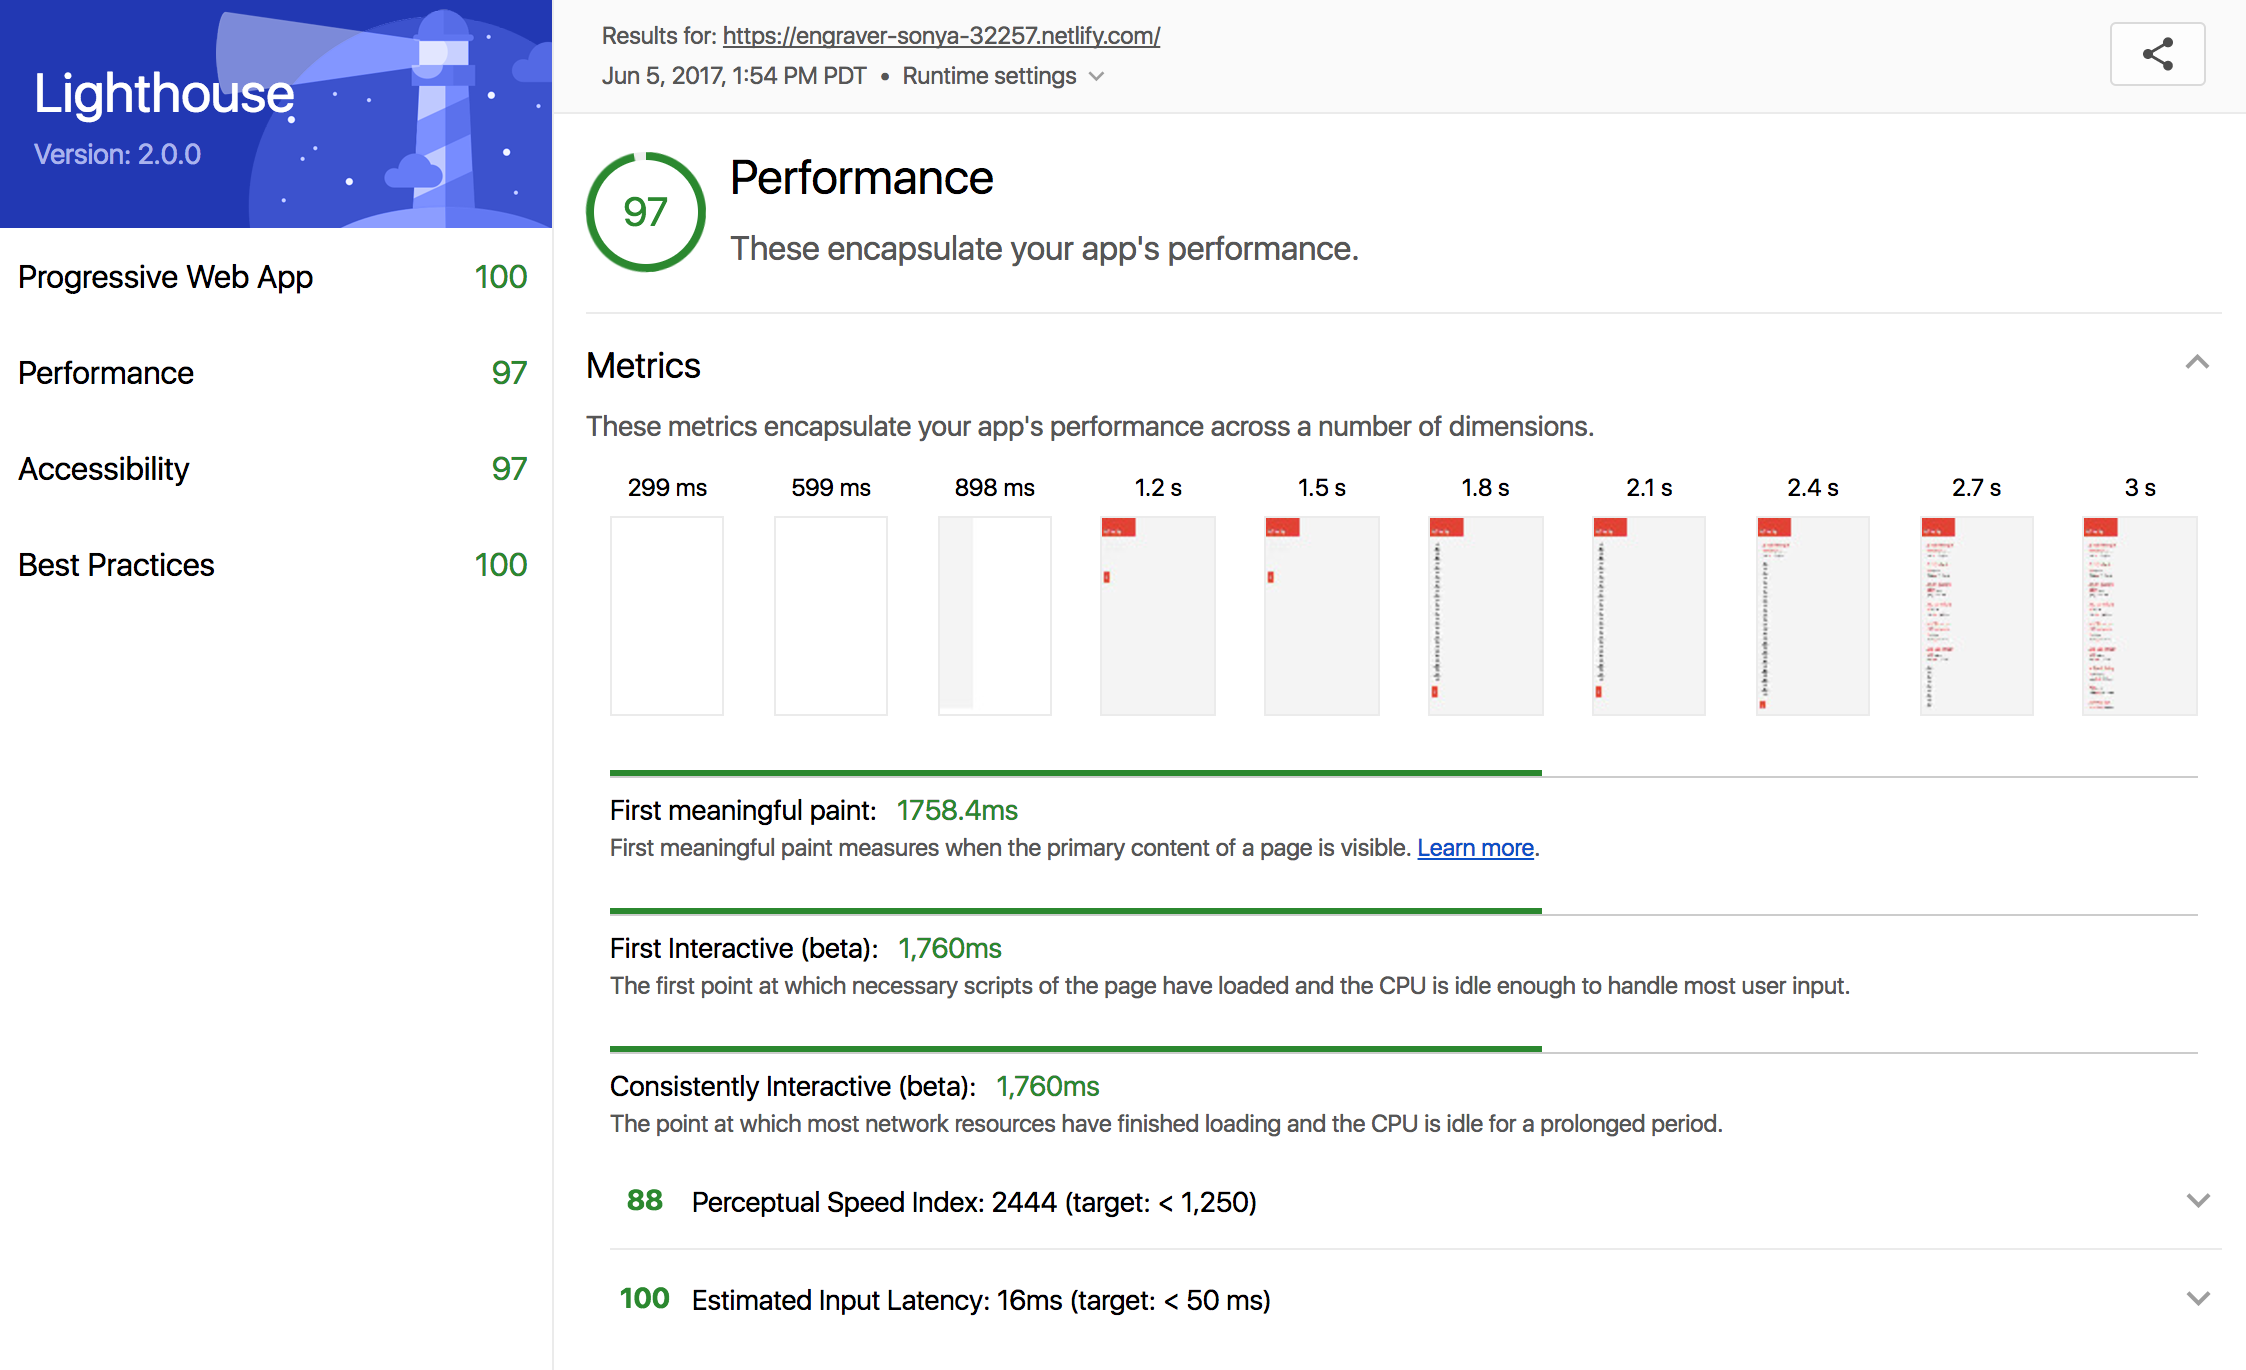 Lighthouse
Version: 2.0.0
Progressive Web App 100
Performance 97
Accessibility 97
Best Practices 100
Results for: https://engraver-sonya-32257.netlify.com/
Jun 5, 2017, 1:54 PM PDT • Runtime settings
97
Performance
These encapsulate your app's performance.
Metrics
These metrics encapsulate your app's performance across a number of dimensions.
299 ms 599 ms 898 ms 1.2 s 1.5 s 1.8 s 2.1 s 2.4 s 2.7 s 3 s
First meaningful paint: 1758.4ms
First meaningful paint measures when the primary content of a page is visible. Learn more.
First Interactive (beta): 1,760ms
The first point at which necessary scripts of the page have loaded and the CPU is idle enough to handle most user input.
Consistently Interactive (beta): 1,760ms
The point at which most network resources have finished loading and the CPU is idle for a prolonged period.
88 Perceptual Speed Index: 2444 (target: < 1,250)
100 Estimated Input Latency: 16ms (target: < 50 ms)